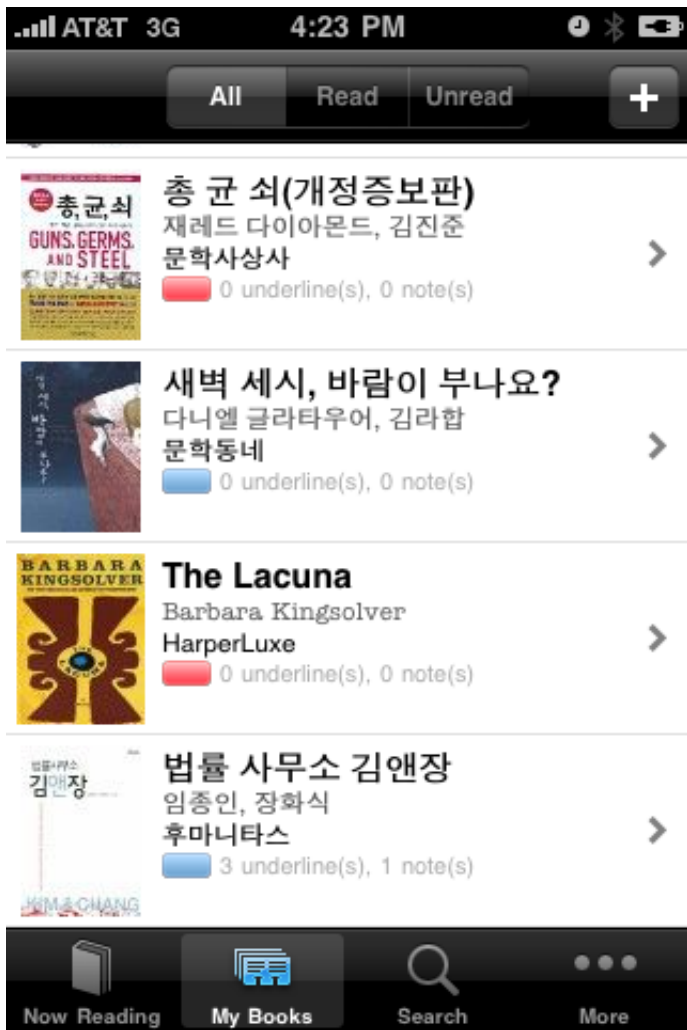 AT&T 3G 4:23 PM
All Read Unread +
총,균,쇠
GUNS, GERMS,
AND STEEL
총 균 쇠(개정증보판)
재레드 다이아몬드, 김진준
문학사상사
0 underline(s), 0 note(s)
새벽 세시, 바람이 부나요?
다니엘 글라타우어, 김라합
문학동네
0 underline(s), 0 note(s)
BARBARA
KINGSOLVER
THE
LACUNA
The Lacuna
Barbara Kingsolver
HarperLuxe
0 underline(s), 0 note(s)
법률사무소
김앤장
KIM & CHANG
법률 사무소 김앤장
임종인, 장화식
후마니타스
3 underline(s), 1 note(s)
Now Reading My Books Search More